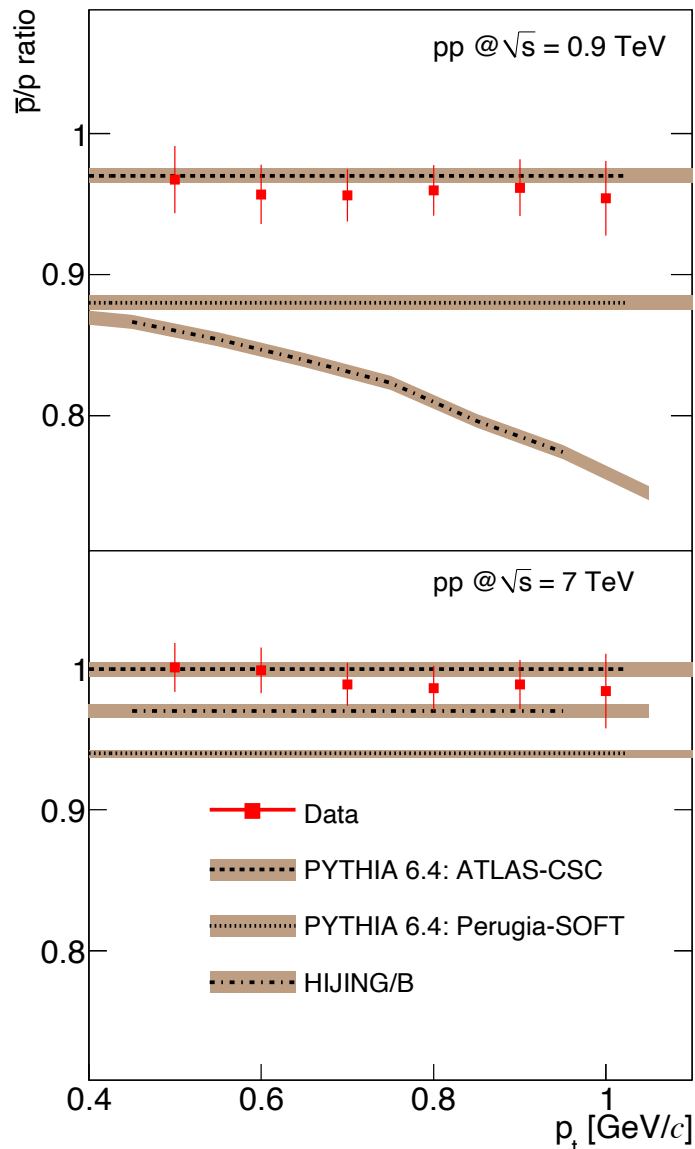 p̅/p ratio
pp @ √s = 0.9 TeV
1
0.9
0.8
pp @ √s = 7 TeV
1
0.9
0.8
Data
PYTHIA 6.4: ATLAS-CSC
PYTHIA 6.4: Perugia-SOFT
HIJING/B
0.4 0.6 0.8 1
pₜ [GeV/c]